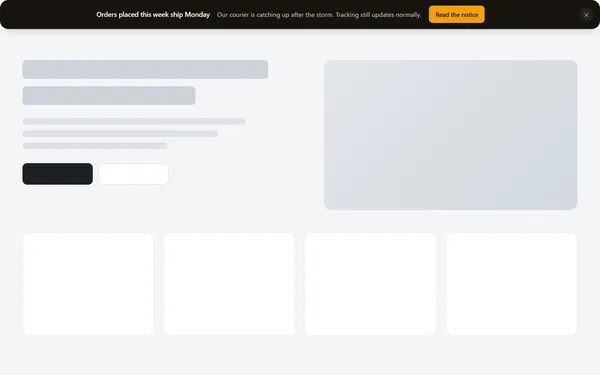 Orders placed this week ship Monday Our courier is catching up after the storm. Tracking still updates normally. Read the notice